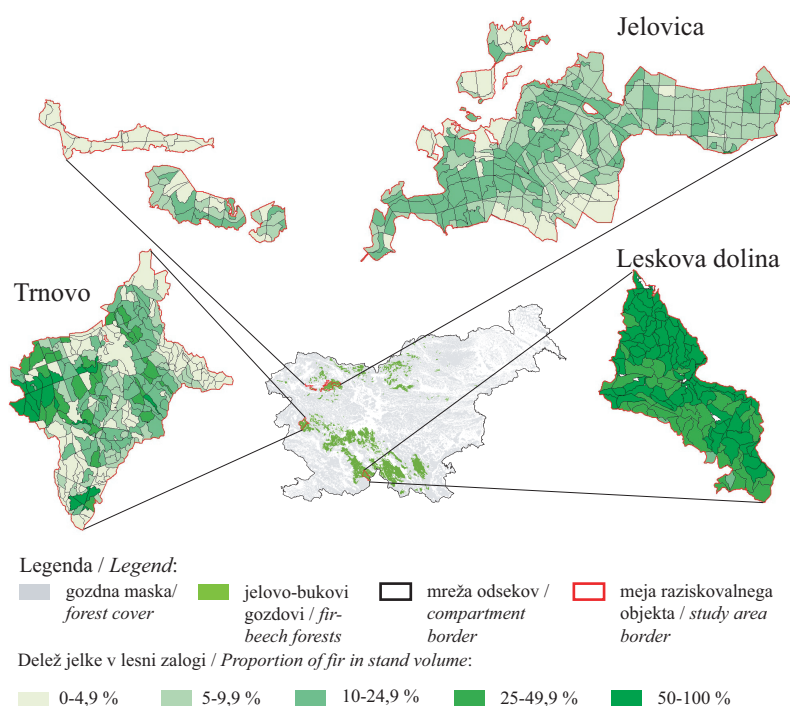 Jelovica
Leskova dolina
Trnovo
Legenda / Legend:
gozdna maska/
forest cover
jelovo-bukovi
gozdovi / fir-
beech forests
mreža odsekov /
compartment
border
meja raziskovalnega
objekta / study area
border
Delež jelke v lesni zalogi / Proportion of fir in stand volume:
0-4,9 %
5-9,9 %
10-24,9 %
25-49,9 %
50-100 %